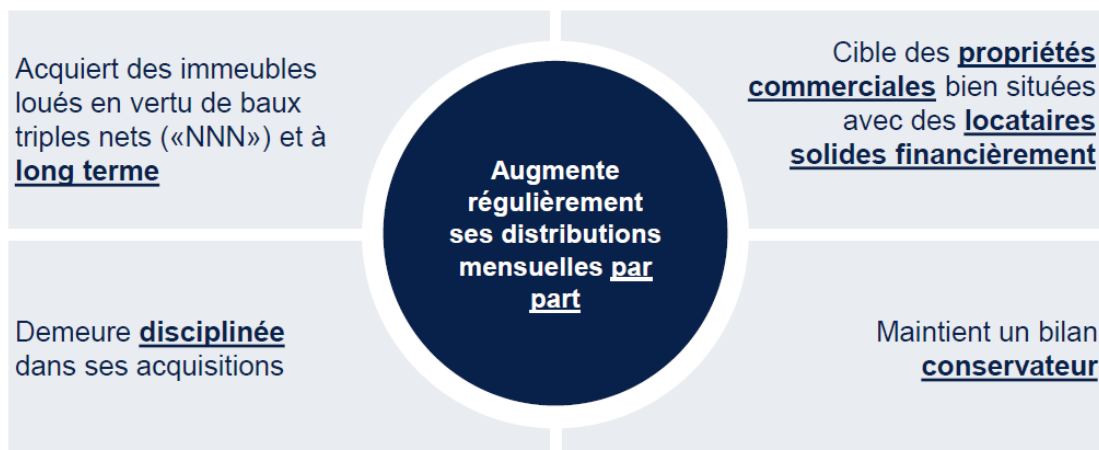 Acquiert des immeubles
loués en vertu de baux
triples nets («NNN») et à
long terme
Cible des propriétés
commerciales bien situées
avec des locataires
solides financièrement
Augmente
régulièrement
ses distributions
mensuelles par
part
Demeure disciplinée
dans ses acquisitions
Maintient un bilan
conservateur